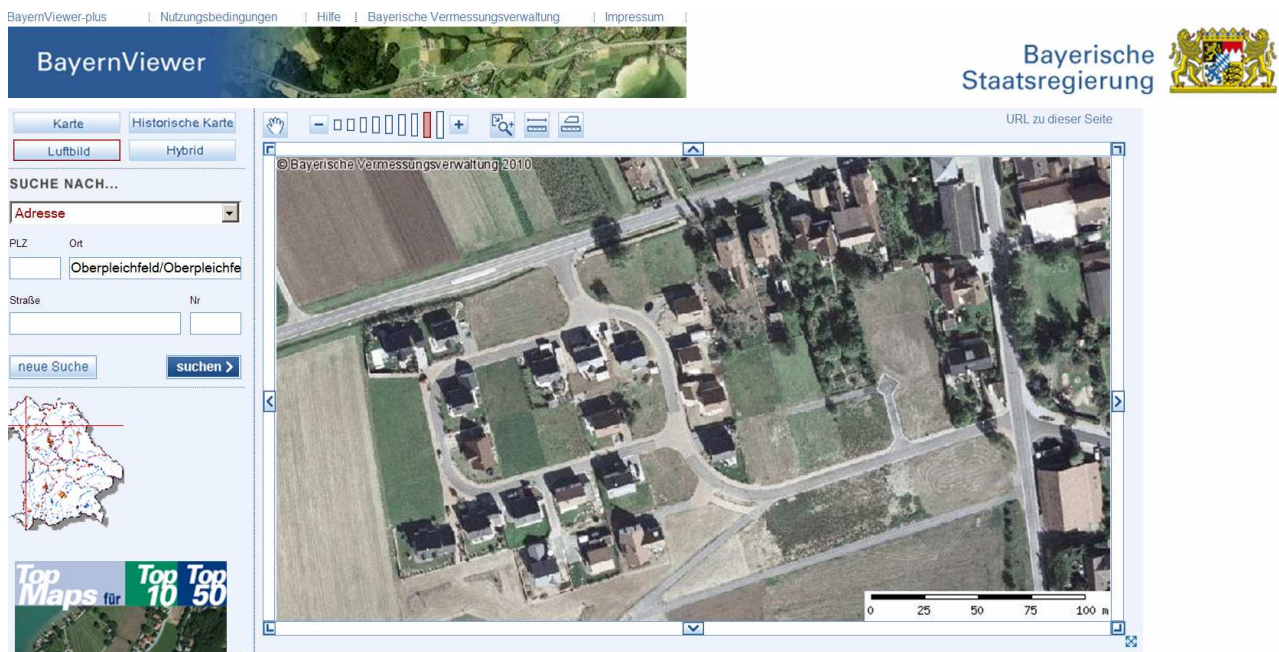 BayernViewer-plus | Nutzungsbedingungen | Hilfe | Bayerische Vermessungsverwaltung | Impressum |
BayernViewer
Bayerische
Staatsregierung
Karte
Historische Karte
Luftbild
Hybrid
URL zu dieser Seite
© Bayerische Vermessungsverwaltung 2010
SUCHE NACH...
Adresse
PLZ Ort
Oberpleichfeld/Oberpleichfe
Straße Nr
neue Suche
suchen >
Top Maps für Top 10 Top 50
0 25 50 75 100 m